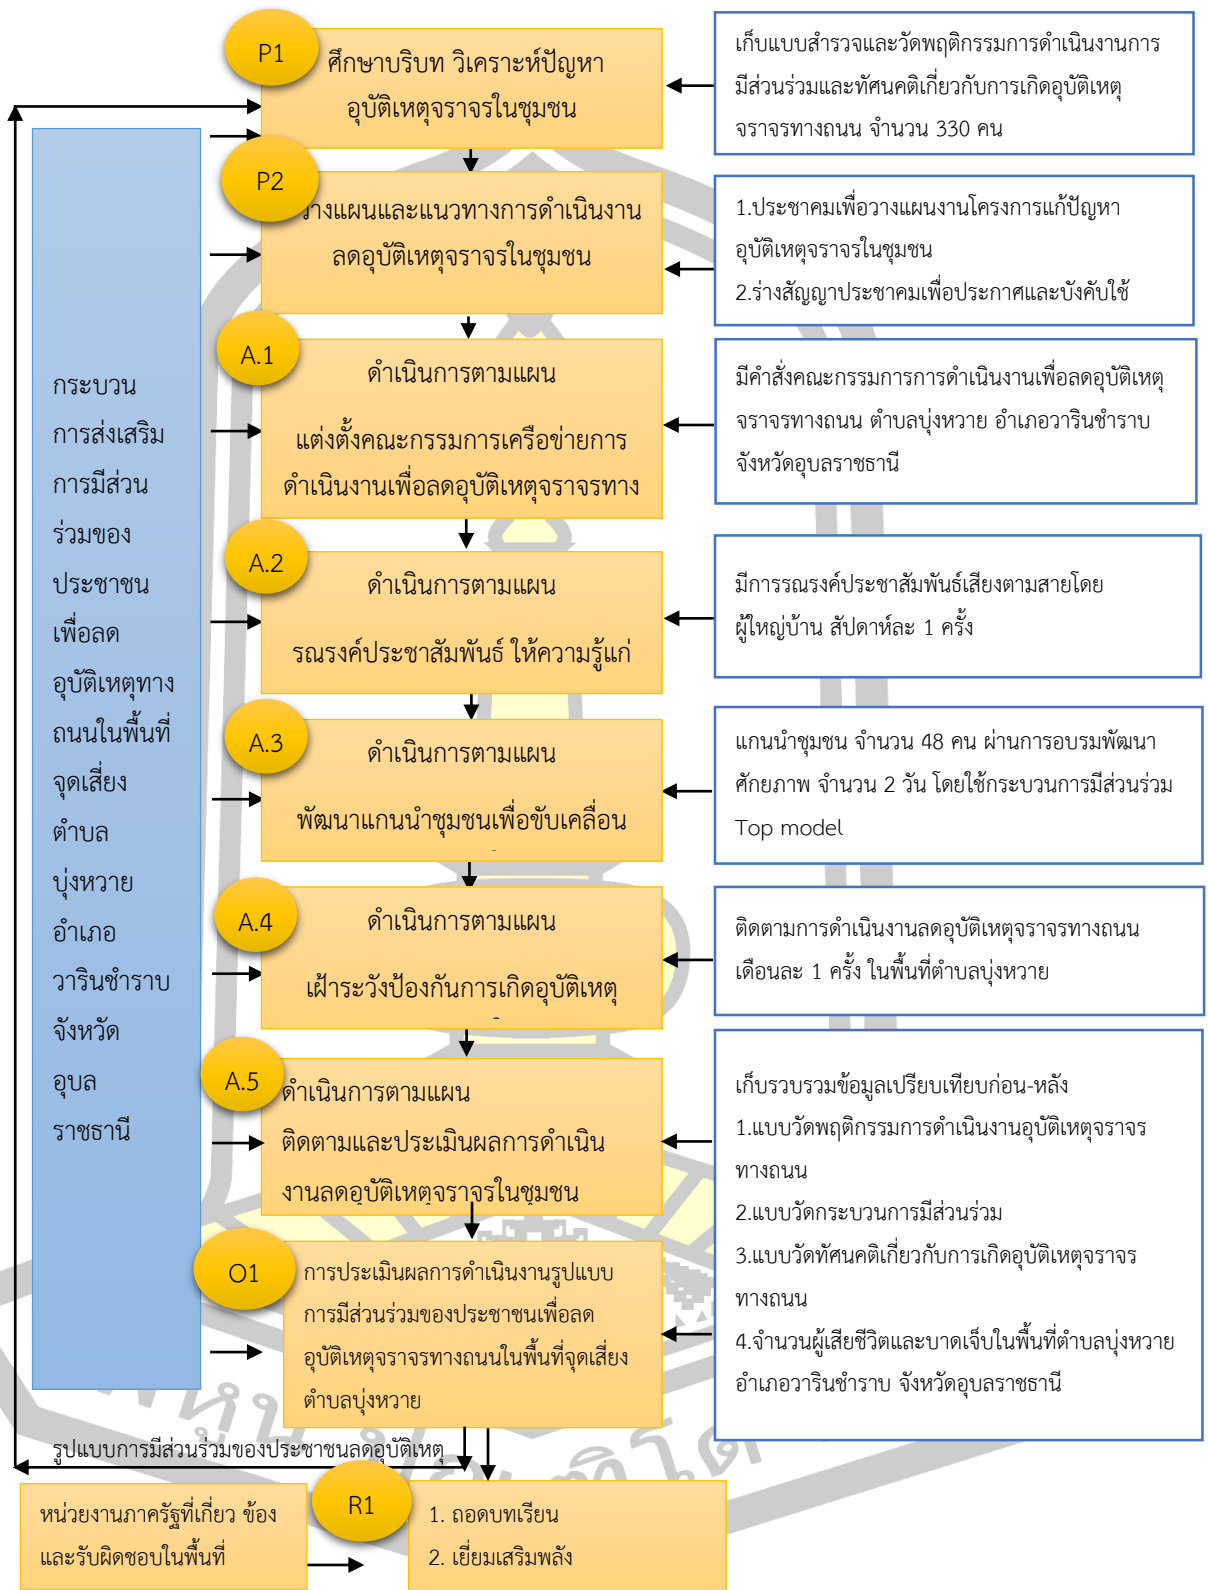 P1
ศึกษาบริบท วิเคราะห์ปัญหา
อุบัติเหตุจราจรในชุมชน
เก็บแบบสำรวจและวัดพฤติกรรมการดำเนินงานการ
มีส่วนร่วมและทัศนคติเกี่ยวกับการเกิดอุบัติเหตุ
จราจรทางถนน จำนวน 330 คน
P2
วางแผนและแนวทางการดำเนินงาน
ลดอุบัติเหตุจราจรในชุมชน
1.ประชาคมเพื่อวางแผนงานโครงการแก้ปัญหา
อุบัติเหตุจราจรในชุมชน
2.ร่างสัญญาประชาคมเพื่อประกาศและบังคับใช้
กระบวน
การส่งเสริม
การมีส่วน
ร่วมของ
ประชาชน
เพื่อลด
อุบัติเหตุทาง
ถนนในพื้นที่
จุดเสี่ยง
ตำบล
บุ่งหวาย
อำเภอ
วารินชำราบ
จังหวัด
อุบล
ราชธานี
A.1
ดำเนินการตามแผน
แต่งตั้งคณะกรรมการเครือข่ายการ
ดำเนินงานเพื่อลดอุบัติเหตุจราจรทาง
มีคำสั่งคณะกรรมการการดำเนินงานเพื่อลดอุบัติเหตุ
จราจรทางถนน ตำบลบุ่งหวาย อำเภอวารินชำราบ
จังหวัดอุบลราชธานี
A.2
ดำเนินการตามแผน
รณรงค์ประชาสัมพันธ์ ให้ความรู้แก่
มีการรณรงค์ประชาสัมพันธ์เสียงตามสายโดย
ผู้ใหญ่บ้าน สัปดาห์ละ 1 ครั้ง
A.3
ดำเนินการตามแผน
พัฒนาแกนนำชุมชนเพื่อขับเคลื่อน
แกนนำชุมชน จำนวน 48 คน ผ่านการอบรมพัฒนา
ศักยภาพ จำนวน 2 วัน โดยใช้กระบวนการมีส่วนร่วม
Top model
A.4
ดำเนินการตามแผน
เฝ้าระวังป้องกันการเกิดอุบัติเหตุ
ติดตามการดำเนินงานลดอุบัติเหตุจราจรทางถนน
เดือนละ 1 ครั้ง ในพื้นที่ตำบลบุ่งหวาย
A.5
ดำเนินการตามแผน
ติดตามและประเมินผลการดำเนิน
งานลดอุบัติเหตุจราจรในชุมชน
เก็บรวบรวมข้อมูลเปรียบเทียบก่อน-หลัง
1.แบบวัดพฤติกรรมการดำเนินงานอุบัติเหตุจราจร
ทางถนน
2.แบบวัดกระบวนการมีส่วนร่วม
3.แบบวัดทัศนคติเกี่ยวกับการเกิดอุบัติเหตุจราจร
ทางถนน
4.จำนวนผู้เสียชีวิตและบาดเจ็บในพื้นที่ตำบลบุ่งหวาย
อำเภอวารินชำราบ จังหวัดอุบลราชธานี
O1
การประเมินผลการดำเนินงานรูปแบบ
การมีส่วนร่วมของประชาชนเพื่อลด
อุบัติเหตุจราจรทางถนนในพื้นที่จุดเสี่ยง
ตำบลบุ่งหวาย
รูปแบบการมีส่วนร่วมของประชาชนลดอุบัติเหตุ
หน่วยงานภาครัฐที่เกี่ยว ข้อง
และรับผิดชอบในพื้นที่
R1
1. ถอดบทเรียน
2. เยี่ยมเสริมพลัง